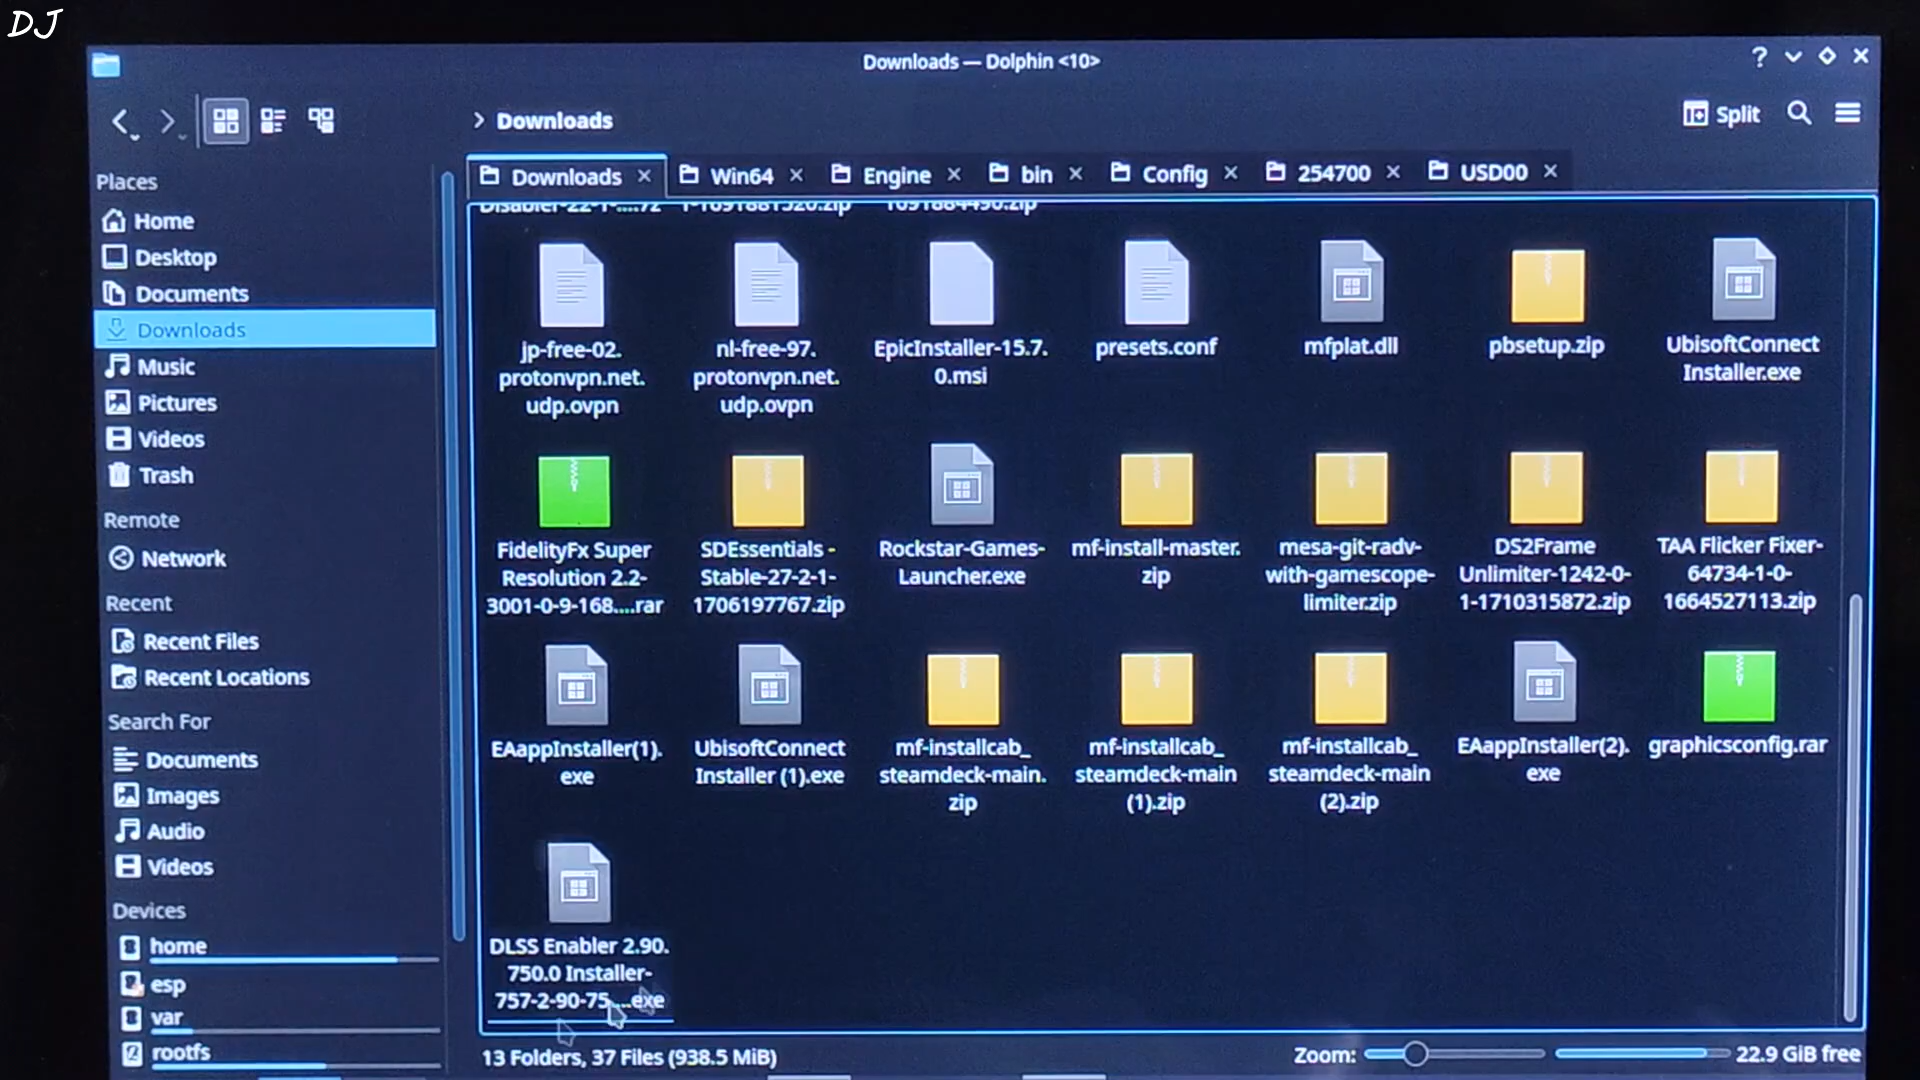 DJ
Downloads — Dolphin <10>
?
Downloads
Split
Places
Home
Desktop
Documents
Downloads
Music
Pictures
Videos
Trash
Remote
Network
Recent
Recent Files
Recent Locations
Search For
Documents
Images
Audio
Videos
Devices
home
esp
var
rootfs
Downloads Win64 Engine bin Config 254700 USD00
jp-free-02.
protonvpn.net.
udp.ovpn
nl-free-97.
protonvpn.net.
udp.ovpn
EpicInstaller-15.7.
0.msi
presets.conf
mfplat.dll
pbsetup.zip
UbisoftConnect
Installer.exe
FidelityFx Super
Resolution 2.2-
3001-0-9-168....rar
SDEssentials -
Stable-27-2-1-
1706197767.zip
Rockstar-Games-
Launcher.exe
mf-install-master.
zip
mesa-git-radv-
with-gamescope-
limiter.zip
DS2Frame
Unlimiter-1242-0-
1-1710315872.zip
TAA Flicker Fixer-
64734-1-0-
1664527113.zip
EAappInstaller(1).
exe
UbisoftConnect
Installer (1).exe
mf-installcab_
steamdeck-main.
zip
mf-installcab_
steamdeck-main
(1).zip
mf-installcab_
steamdeck-main
(2).zip
EAappInstaller(2).
exe
graphicsconfig.rar
DLSS Enabler 2.90.
750.0 Installer-
757-2-90-75....exe
13 Folders, 37 Files (938.5 MiB)
Zoom:
22.9 GiB free